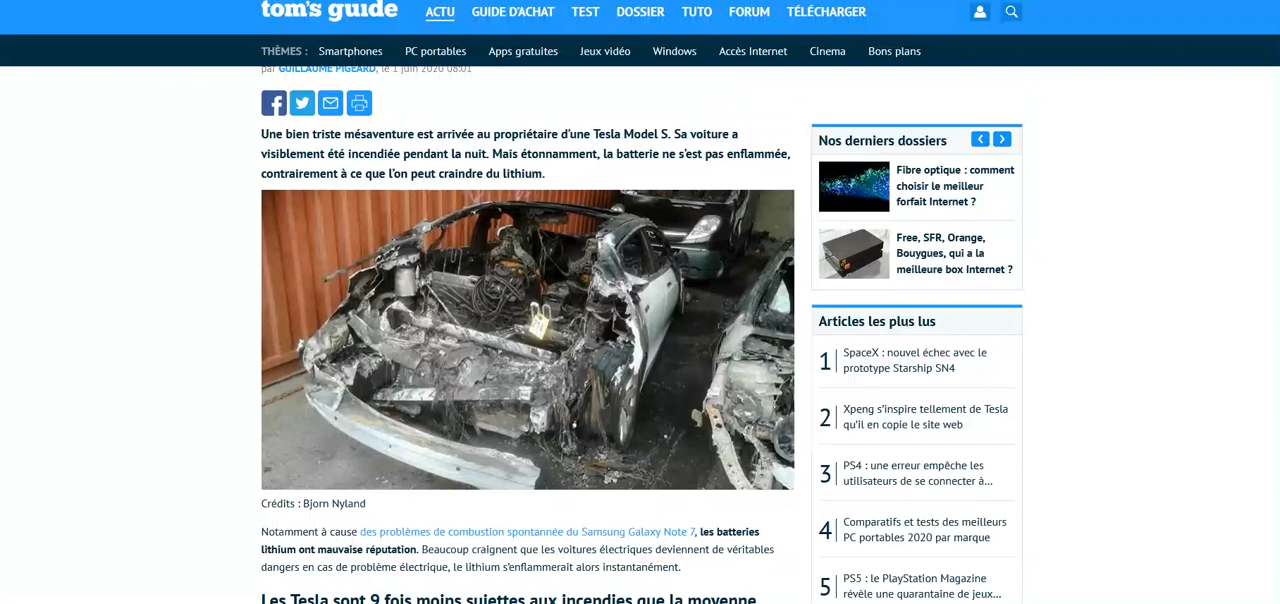 tom's guide
ACTU GUIDE D'ACHAT TEST DOSSIER TUTO FORUM TÉLÉCHARGER
THÈMES : Smartphones PC portables Apps gratuites Jeux vidéo Windows Accès Internet Cinema Bons plans
par GUILLAUME PIGEARD, le 1 juin 2020 08:01
Une bien triste mésaventure est arrivée au propriétaire d'une Tesla Model S. Sa voiture a
visiblement été incendiée pendant la nuit. Mais étonnamment, la batterie ne s'est pas enflammée,
contrairement à ce que l'on peut craindre du lithium.
Crédits : Bjorn Nyland
Notamment à cause des problèmes de combustion spontannée du Samsung Galaxy Note 7, les batteries
lithium ont mauvaise réputation. Beaucoup craignent que les voitures électriques deviennent de véritables
dangers en cas de problème électrique, le lithium s'enflammerait alors instantanément.
Les Tesla sont 9 fois moins sujettes aux incendies que la moyenne
Nos derniers dossiers
Fibre optique : comment
choisir le meilleur
forfait Internet ?
Free, SFR, Orange,
Bouygues, qui a la
meilleure box Internet ?
Articles les plus lus
1 SpaceX : nouvel échec avec le
prototype Starship SN4
2 Xpeng s'inspire tellement de Tesla
qu'il en copie le site web
3 PS4 : une erreur empêche les
utilisateurs de se connecter à...
4 Comparatifs et tests des meilleurs
PC portables 2020 par marque
5 PS5 : le PlayStation Magazine
révèle une quarantaine de jeux...